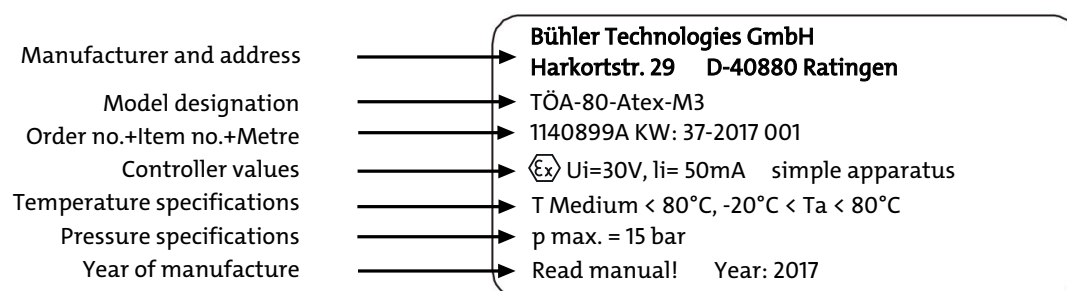 Manufacturer and address
Bühler Technologies GmbH
Harkortstr. 29 D-40880 Ratingen
Model designation
TÖA-80-Atex-M3
Order no.+Item no.+Metre
1140899A KW: 37-2017 001
Controller values
Ex Ui=30V, li= 50mA simple apparatus
Temperature specifications
T Medium < 80°C, -20°C < Ta < 80°C
Pressure specifications
p max. = 15 bar
Year of manufacture
Read manual! Year: 2017